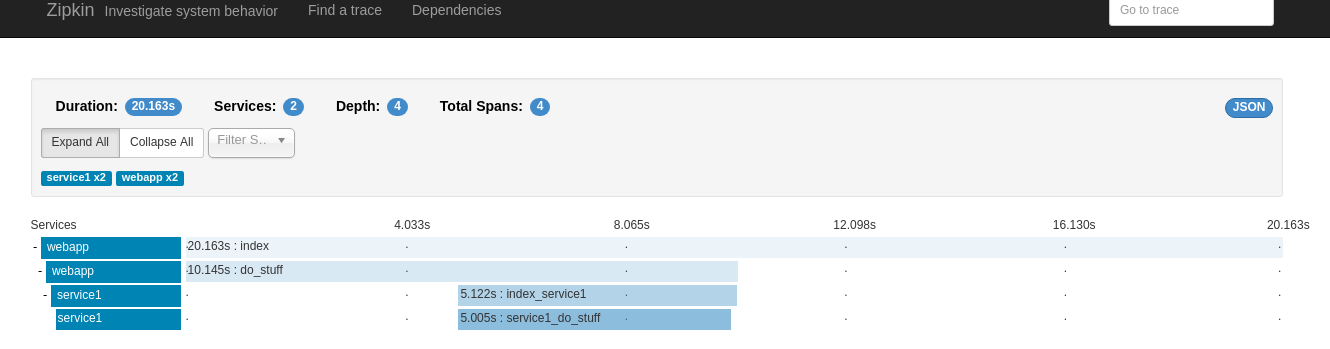 Zipkin Investigate system behavior Find a trace Dependencies Go to trace
Duration: 20.163s Services: 2 Depth: 4 Total Spans: 4 JSON
Expand All Collapse All Filter S..
service1 x2 webapp x2
Services 4.033s 8.065s 12.098s 16.130s 20.163s
- webapp 20.163s : index
- webapp 10.145s : do_stuff
- service1 5.122s : index_service1
service1 5.005s : service1_do_stuff